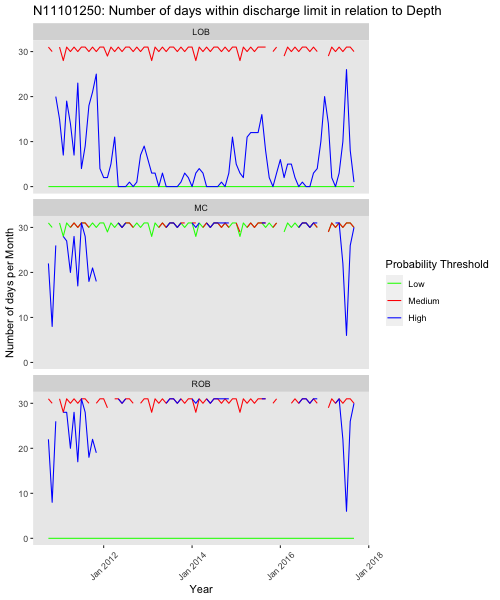 N11101250: Number of days within discharge limit in relation to Depth
LOB
30
20
10
0
MC
30
20
10
0
ROB
30
20
10
0
Number of days per Month
Jan 2012
Jan 2014
Jan 2016
Jan 2018
Year
Probability Threshold
Low
Medium
High